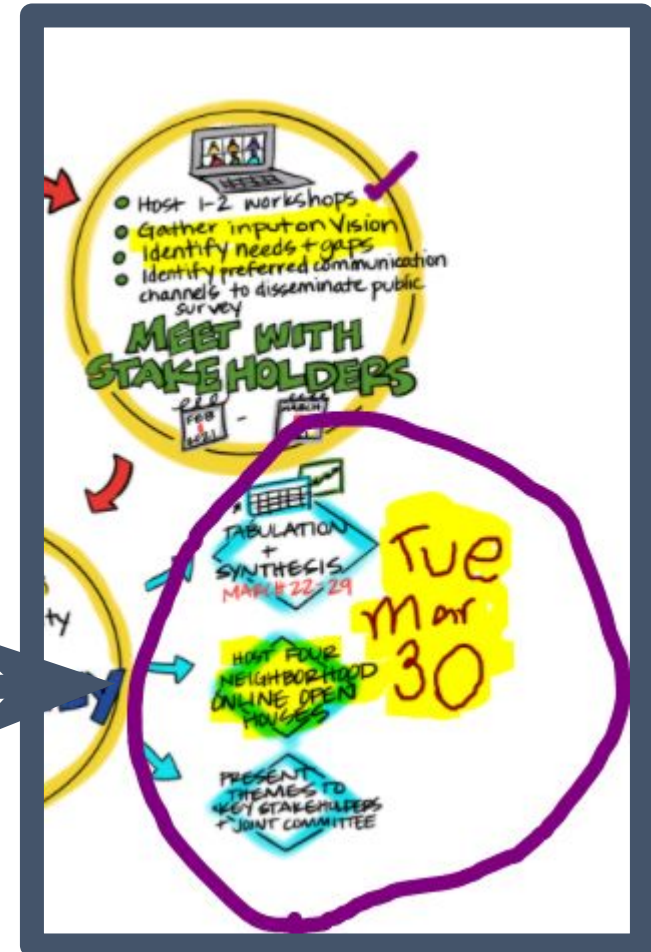 Host 1-2 workshops
Gather input on Vision
Identify needs + gaps
Identify preferred communication
channels to disseminate public
survey
MEET WITH
STAKEHOLDERS
FEB
2021
-
MARCH
TABULATION
+
SYNTHESIS
MARCH 22-29
Tue
Mar
30
ty
HOST FOUR
NEIGHBORHOOD
ONLINE OPEN
HOUSES
PRESENT
THEMES TO
KEY STAKEHOLDERS
+ JOINT COMMITTEE